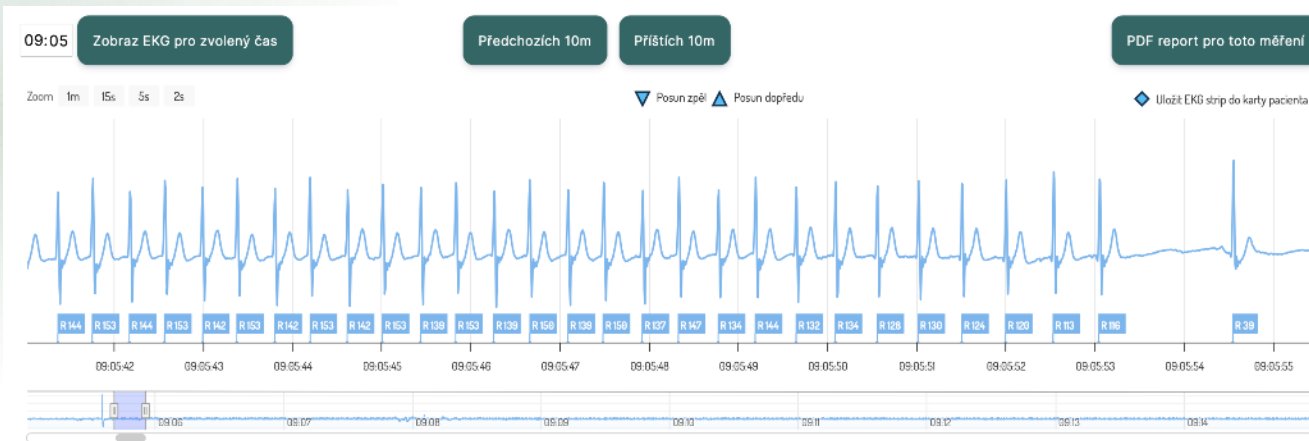 09:05 Zobraz EKG pro zvolený čas Předchozích 10m Příštích 10m PDF report pro toto měření
Zoom 1m 15s 5s 2s Posun zpět Posun dopředu Uložit EKG strip do karty pacienta
R 144 R 153 R 144 R 153 R 142 R 153 R 142 R 153 R 142 R 153 R 139 R 153 R 139 R 150 R 139 R 150 R 137 R 147 R 134 R 144 R 132 R 134 R 128 R 130 R 124 R 120 R 113 R 116 R 39
09:05:42 09:05:43 09:05:44 09:05:45 09:05:46 09:05:47 09:05:48 09:05:49 09:05:50 09:05:51 09:05:52 09:05:53 09:05:54 09:05:55
09:06 09:07 09:08 09:09 09:10 09:11 09:12 09:13 09:14